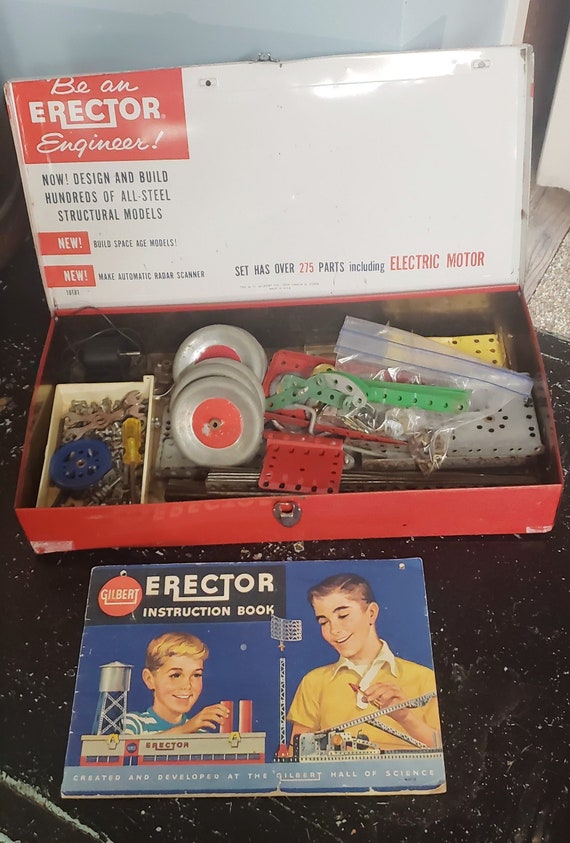 Be an
ERECTOR®
Engineer!
NOW! DESIGN AND BUILD
HUNDREDS OF ALL-STEEL
STRUCTURAL MODELS
NEW! BUILD SPACE AGE MODELS!
NEW! MAKE AUTOMATIC RADAR SCANNER
10181
SET HAS OVER 275 PARTS including ELECTRIC MOTOR
ERECTOR
GILBERT
ERECTOR
INSTRUCTION BOOK
ERECTOR
CREATED AND DEVELOPED AT THE GILBERT HALL OF SCIENCE